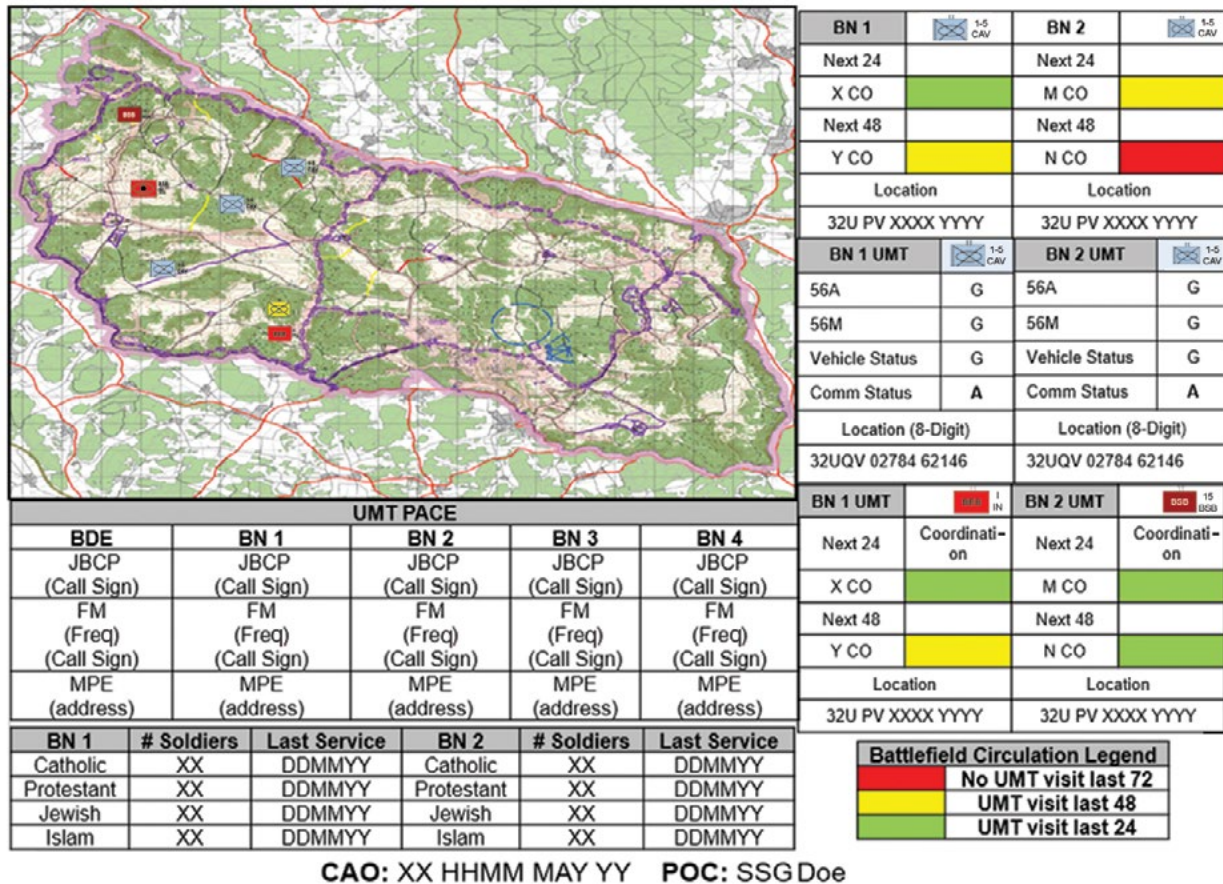 BSB
BN 1 1-5 CAV BN 2 1-5 CAV
Next 24 Next 24
X CO M CO
Next 48 Next 48
Y CO N CO
Location Location
32U PV XXXX YYYY 32U PV XXXX YYYY
BN 1 UMT 1-5 CAV BN 2 UMT 1-5 CAV
56A G 56A G
56M G 56M G
Vehicle Status G Vehicle Status G
Comm Status A Comm Status A
Location (8-Digit) Location (8-Digit)
32UQV 02784 62146 32UQV 02784 62146
BN 1 UMT I IN BN 2 UMT BSB 15 BSB
Next 24 Coordinati-on Next 24 Coordinati-on
X CO M CO
Next 48 Next 48
Y CO N CO
Location Location
32U PV XXXX YYYY 32U PV XXXX YYYY
UMT PACE
BDE BN 1 BN 2 BN 3 BN 4
JBCP JBCP JBCP JBCP JBCP
(Call Sign) (Call Sign) (Call Sign) (Call Sign) (Call Sign)
FM FM FM FM FM
(Freq) (Freq) (Freq) (Freq) (Freq)
(Call Sign) (Call Sign) (Call Sign) (Call Sign) (Call Sign)
MPE MPE MPE MPE MPE
(address) (address) (address) (address) (address)
BN 1 # Soldiers Last Service BN 2 # Soldiers Last Service
Catholic XX DDMMYY Catholic XX DDMMYY
Protestant XX DDMMYY Protestant XX DDMMYY
Jewish XX DDMMYY Jewish XX DDMMYY
Islam XX DDMMYY Islam XX DDMMYY
Battlefield Circulation Legend
No UMT visit last 72
UMT visit last 48
UMT visit last 24
CAO: XX HHMM MAY YY POC: SSG Doe